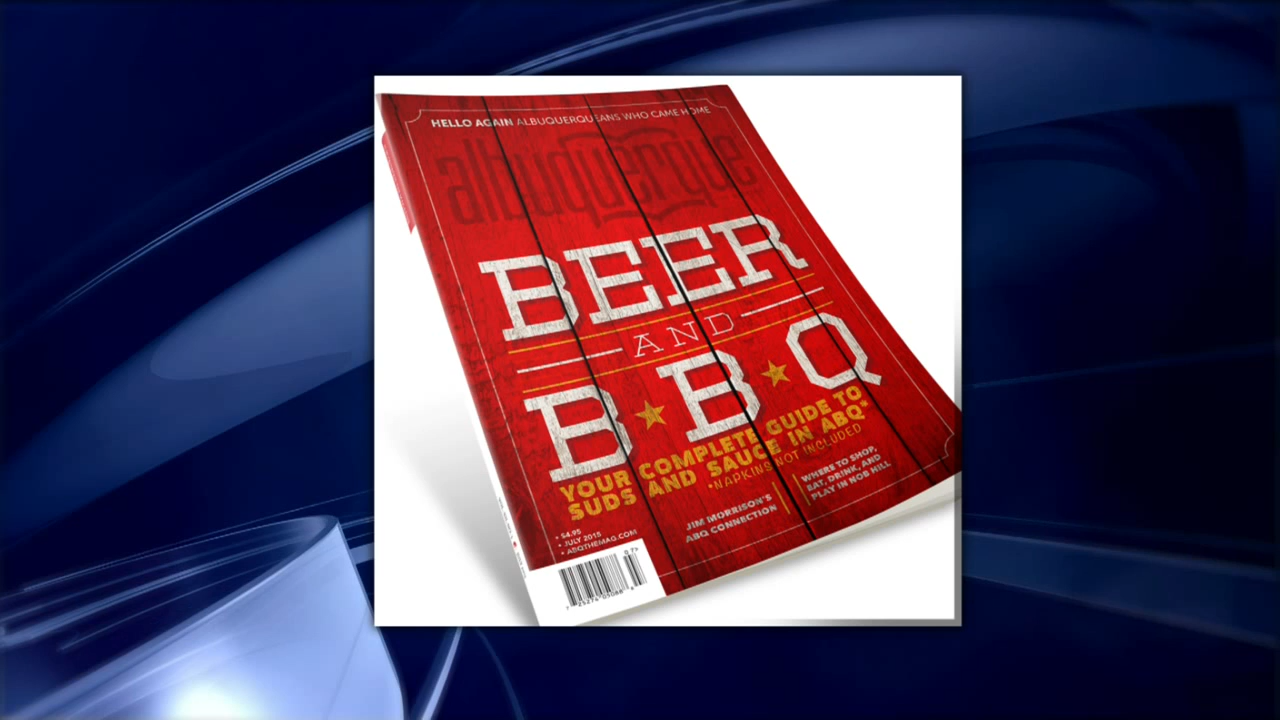 HELLO AGAIN ALBUQUERQUEANS WHO CAME HOME
albuquerque
BEER
AND
B★B★Q
YOUR COMPLETE GUIDE TO
SUDS AND SAUCE IN ABQ*
*NAPKINS NOT INCLUDED
JIM MORRISON'S
ABQ CONNECTION
WHERE TO SHOP,
EAT, DRINK, AND
PLAY IN NOB HILL
• $4.95
• JULY 2015
• ABQTHEMAG.COM
07>